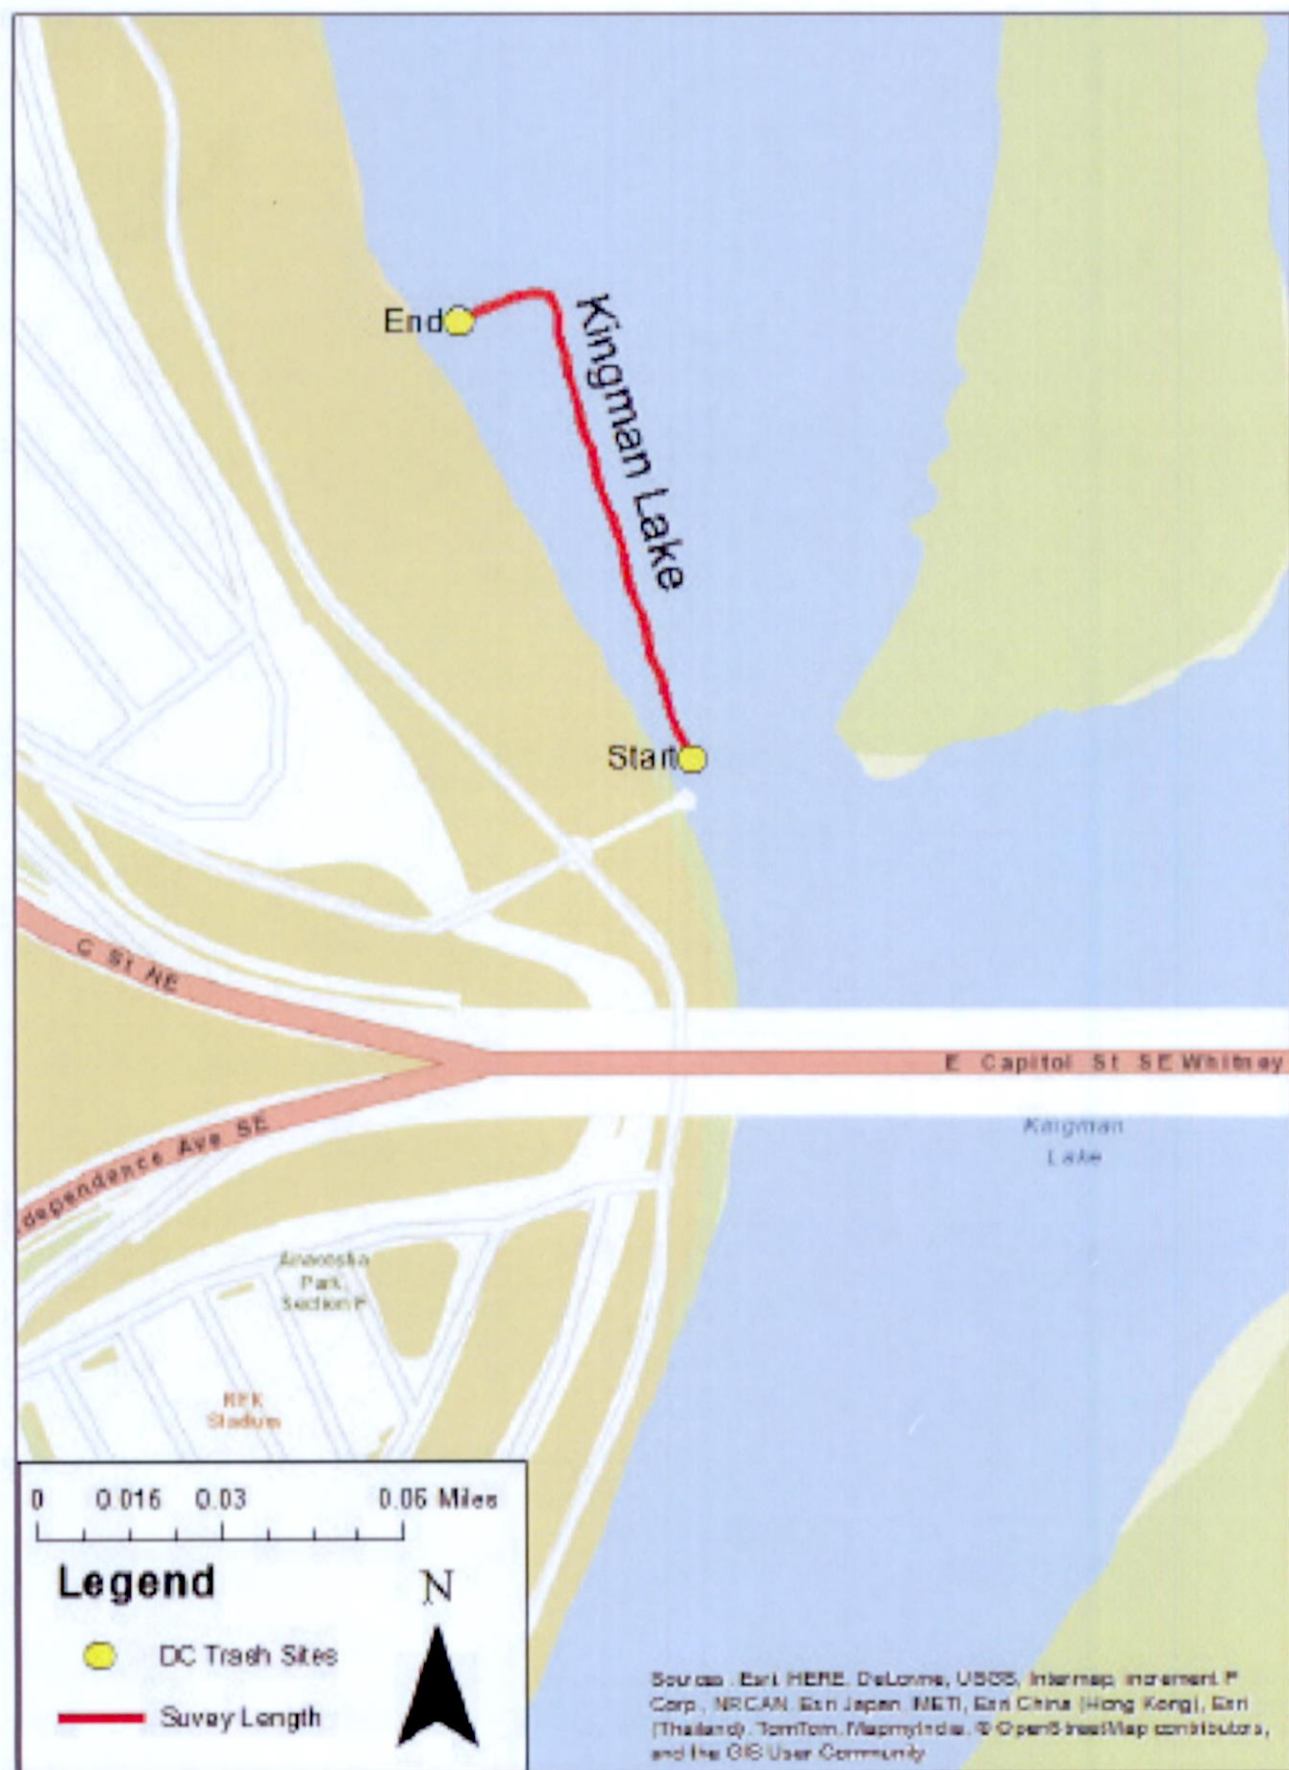 End
Kingman Lake
Start
C St NE
E Capitol St SE Whitney
dependence Ave SE
Kingman
Lake
Anacostia
Park,
Section F
RFK
Stadium
0 0.015 0.03 0.06 Miles
Legend
N
DC Trash Sites
Suvey Length
Sources: Esri, HERE, DeLorme, USGS, Intermap, increment P
Corp., NRCAN, Esri Japan, METI, Esri China (Hong Kong), Esri
(Thailand), TomTom, MapmyIndia, © OpenStreetMap contributors,
and the GIS User Community